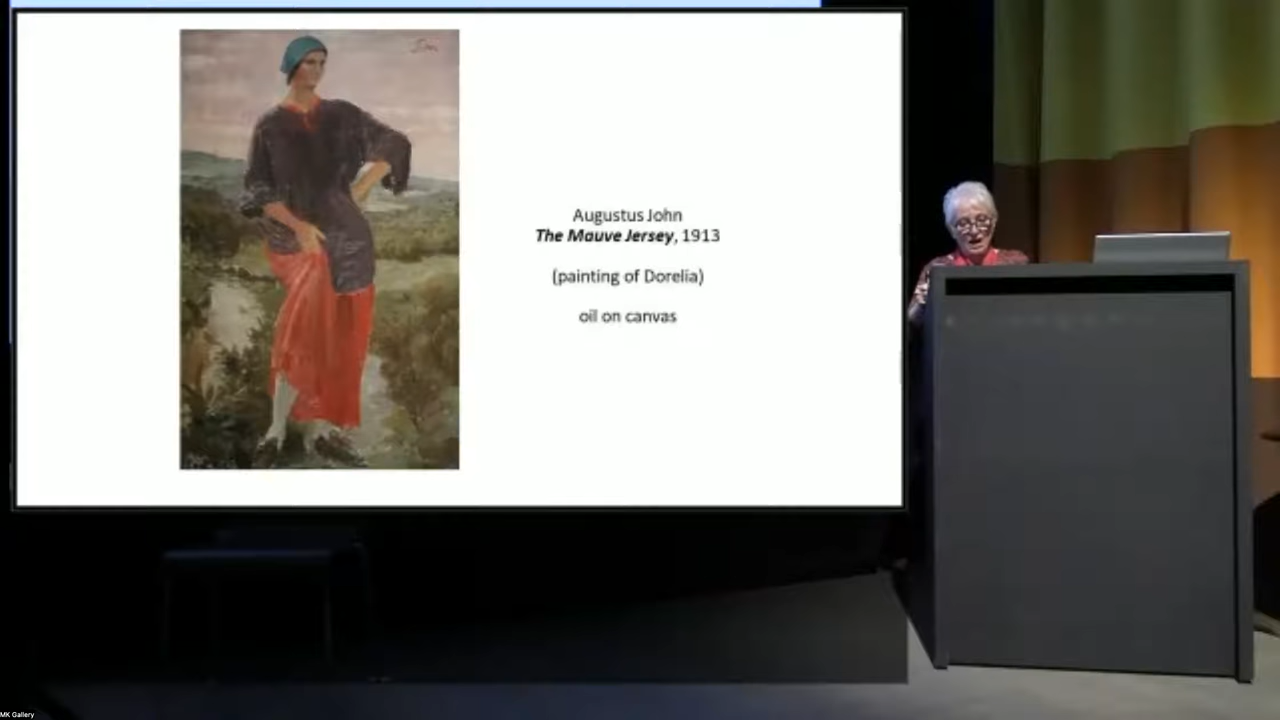 Augustus John
The Mauve Jersey, 1913
(painting of Dorelia)
oil on canvas
MK Gallery